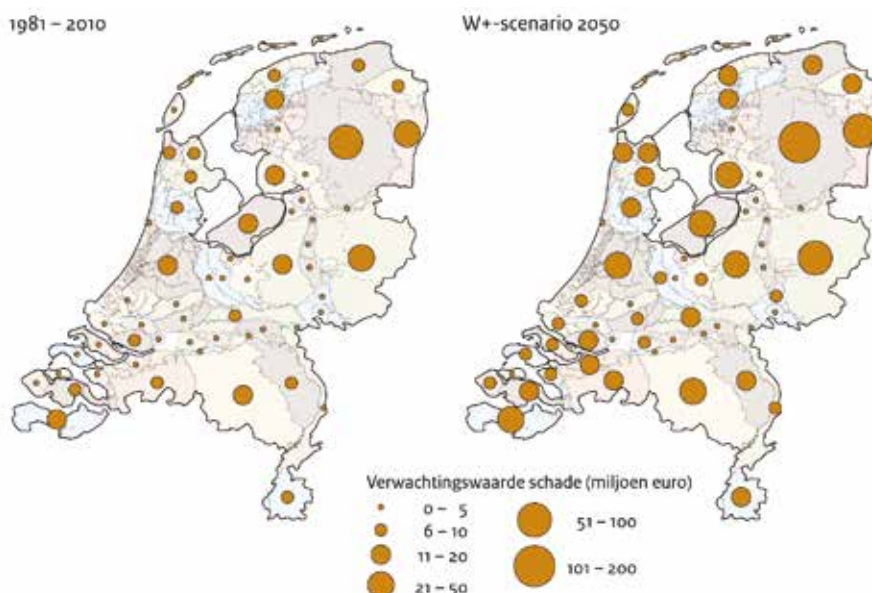 1981 – 2010
W+-scenario 2050
Verwachtingswaarde schade (miljoen euro)
0 – 5
6 – 10
11 – 20
21 – 50
51 – 100
101 – 200